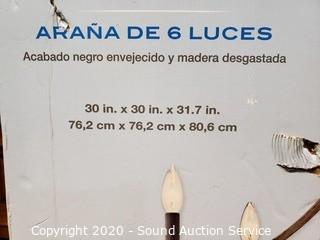 ARAÑA DE 6 LUCES
Acabado negro envejecido y madera desgastada
30 in. x 30 in. x 31.7 in.
76,2 cm x 76,2 cm x 80,6 cm
Copyright 2020 - Sound Auction Service